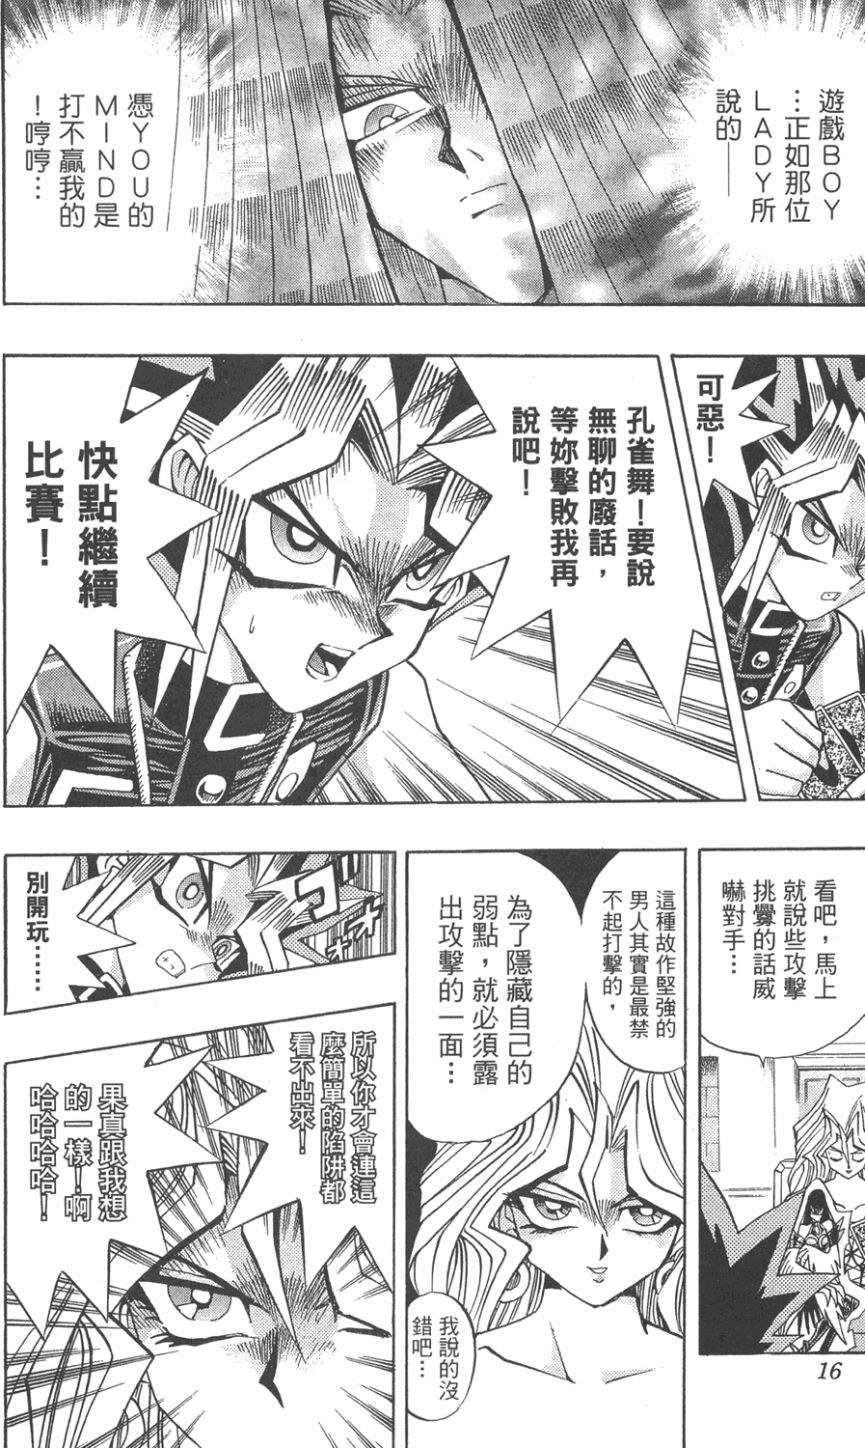 遊戲BOY
…正如那位
LADY所
說的——
憑YOU的
MIND是
打不贏我的
！哼哼…
可惡！
孔雀舞！要說
無聊的廢話，
等妳擊敗我再
說吧！
快點繼續
比賽！
看吧，馬上
就說些攻擊
挑釁的話威
嚇對手…
這種故作堅強的
男人其實是最禁
不起打擊的，
為了隱藏自己的
弱點，就必須露
出攻擊的一面…
我說的沒
錯吧…
ゴ
オオ
別開玩……
所以你才會連這
麼簡單的陷阱都
看不出來！
果真跟我想
的一樣！啊
哈哈哈哈！
16